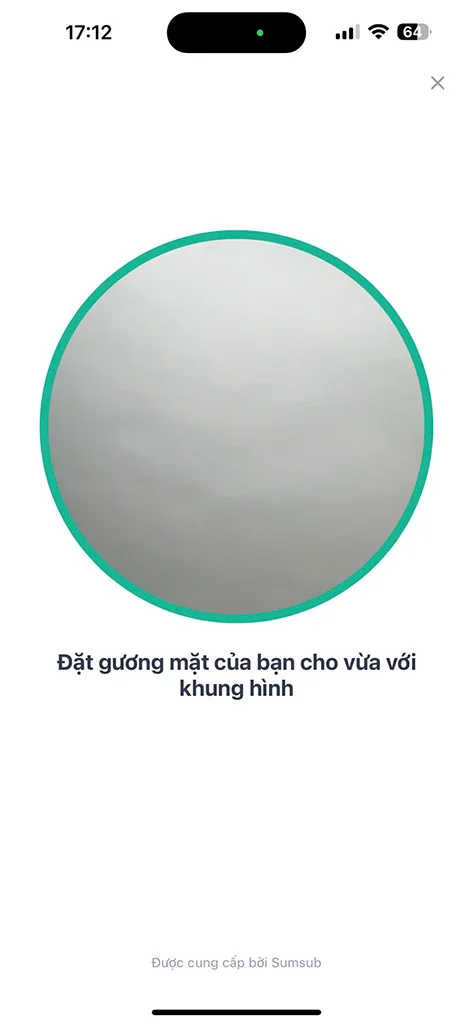 17:12
64
Đặt gương mặt của bạn cho vừa với
khung hình
Được cung cấp bởi Sumsub